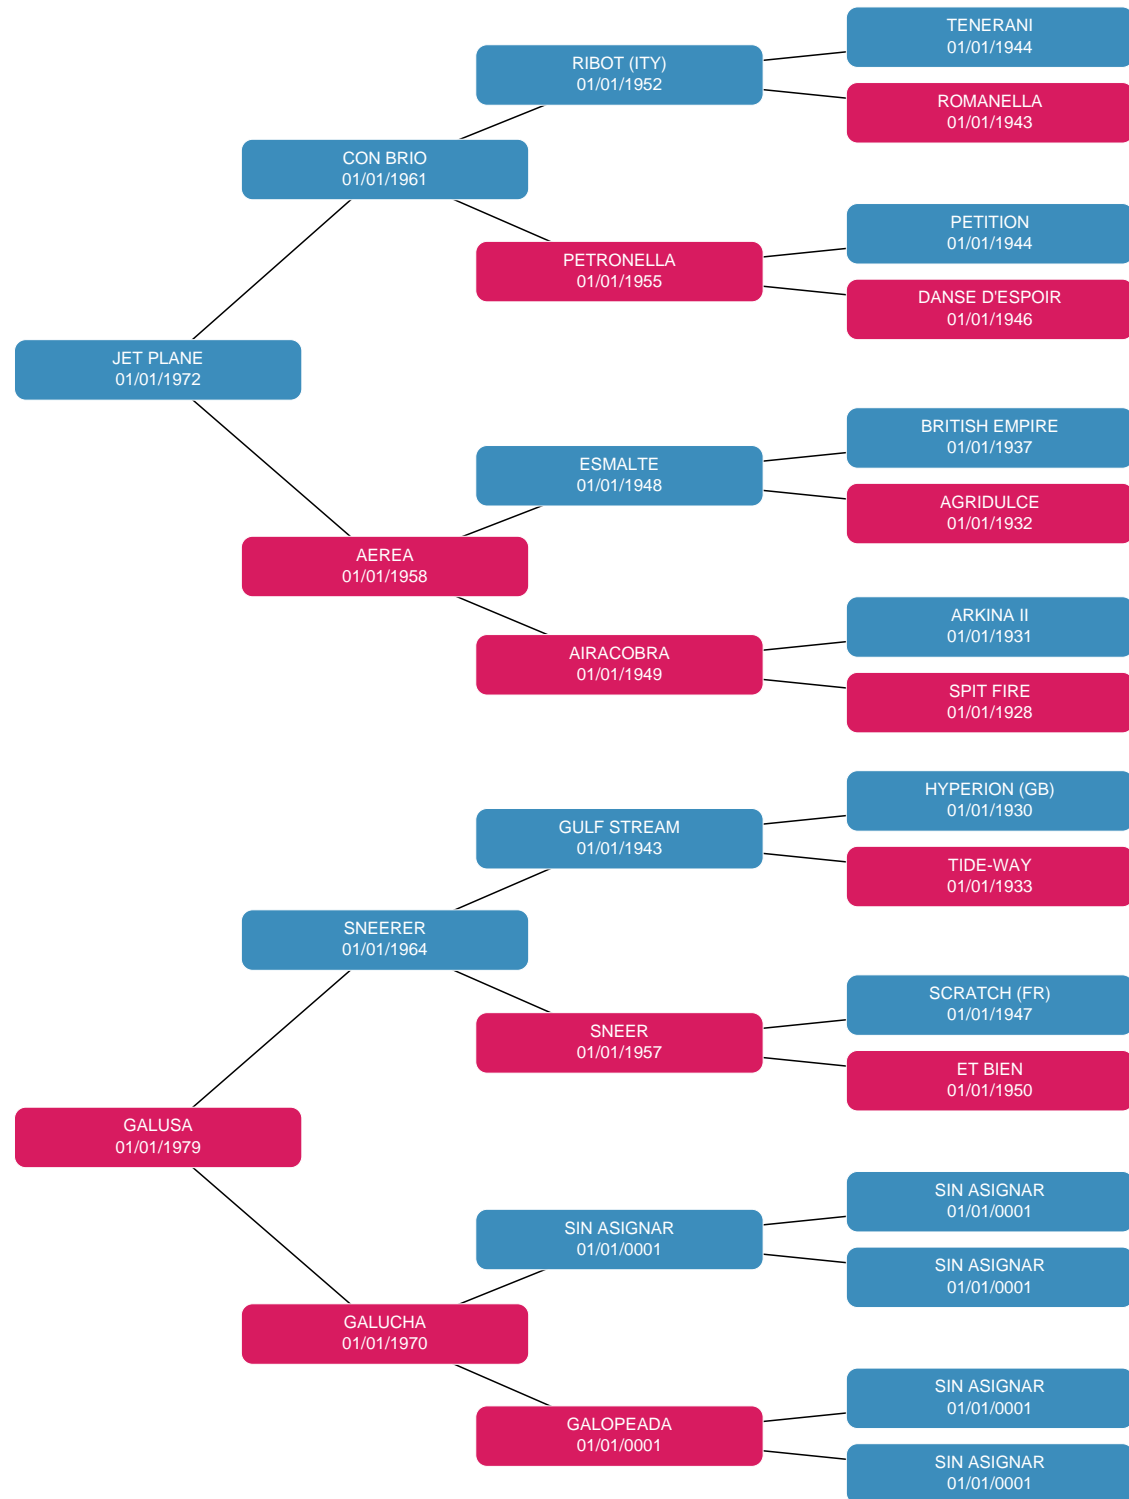 TENERANI
01/01/1944
RIBOT (ITY)
01/01/1952
ROMANELLA
01/01/1943
CON BRIO
01/01/1961
PETITION
01/01/1944
PETRONELLA
01/01/1955
DANSE D'ESPOIR
01/01/1946
JET PLANE
01/01/1972
BRITISH EMPIRE
01/01/1937
ESMALTE
01/01/1948
AGRIDULCE
01/01/1932
AEREA
01/01/1958
ARKINA II
01/01/1931
AIRACOBRA
01/01/1949
SPIT FIRE
01/01/1928
HYPERION (GB)
01/01/1930
GULF STREAM
01/01/1943
TIDE-WAY
01/01/1933
SNEERER
01/01/1964
SCRATCH (FR)
01/01/1947
SNEER
01/01/1957
ET BIEN
01/01/1950
GALUSA
01/01/1979
SIN ASIGNAR
01/01/0001
SIN ASIGNAR
01/01/0001
SIN ASIGNAR
01/01/0001
GALUCHA
01/01/1970
SIN ASIGNAR
01/01/0001
GALOPEADA
01/01/0001
SIN ASIGNAR
01/01/0001